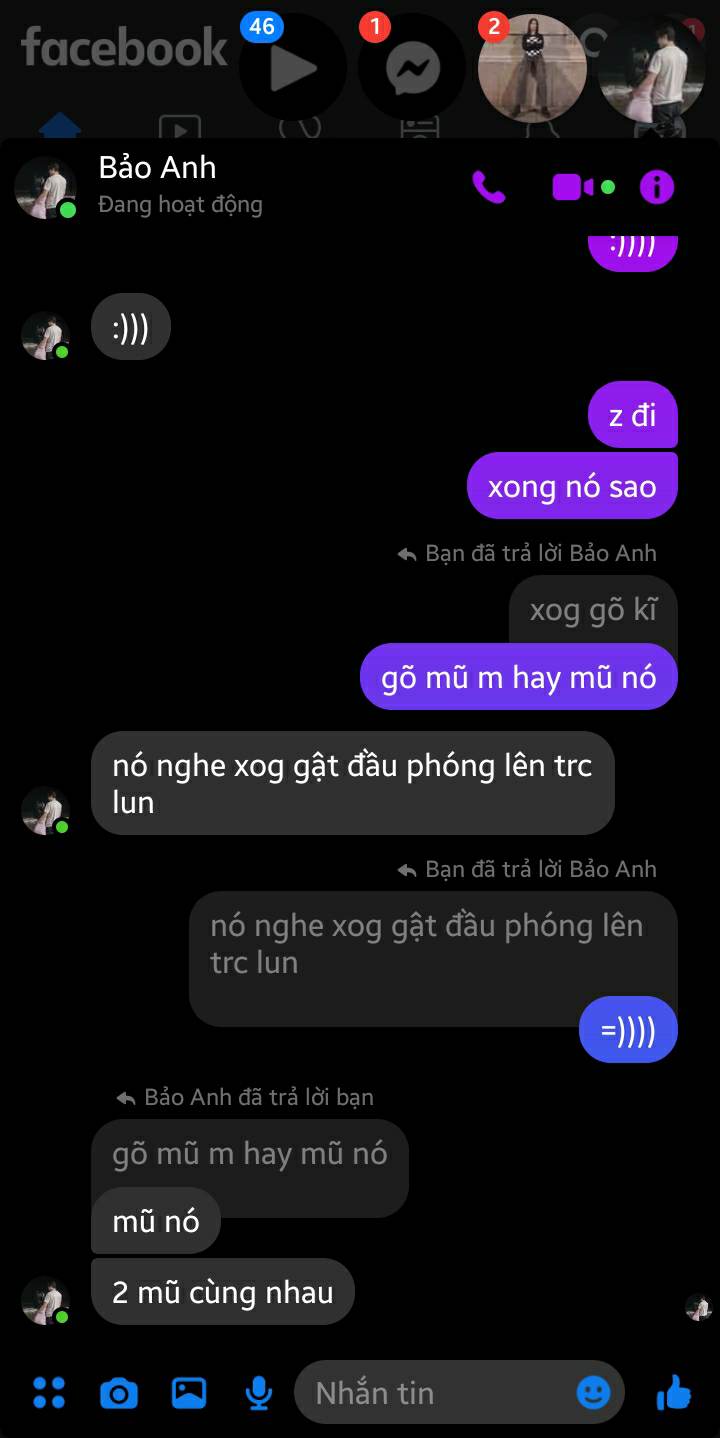 facebook
46
1
2
1
Bảo Anh
Đang hoạt động
:))))
:)))
z đi
xong nó sao
Bạn đã trả lời Bảo Anh
xog gõ kĩ
gõ mũ m hay mũ nó
nó nghe xog gật đầu phóng lên trc
lun
Bạn đã trả lời Bảo Anh
nó nghe xog gật đầu phóng lên
trc lun
=))))
Bảo Anh đã trả lời bạn
gõ mũ m hay mũ nó
mũ nó
2 mũ cùng nhau
Nhắn tin